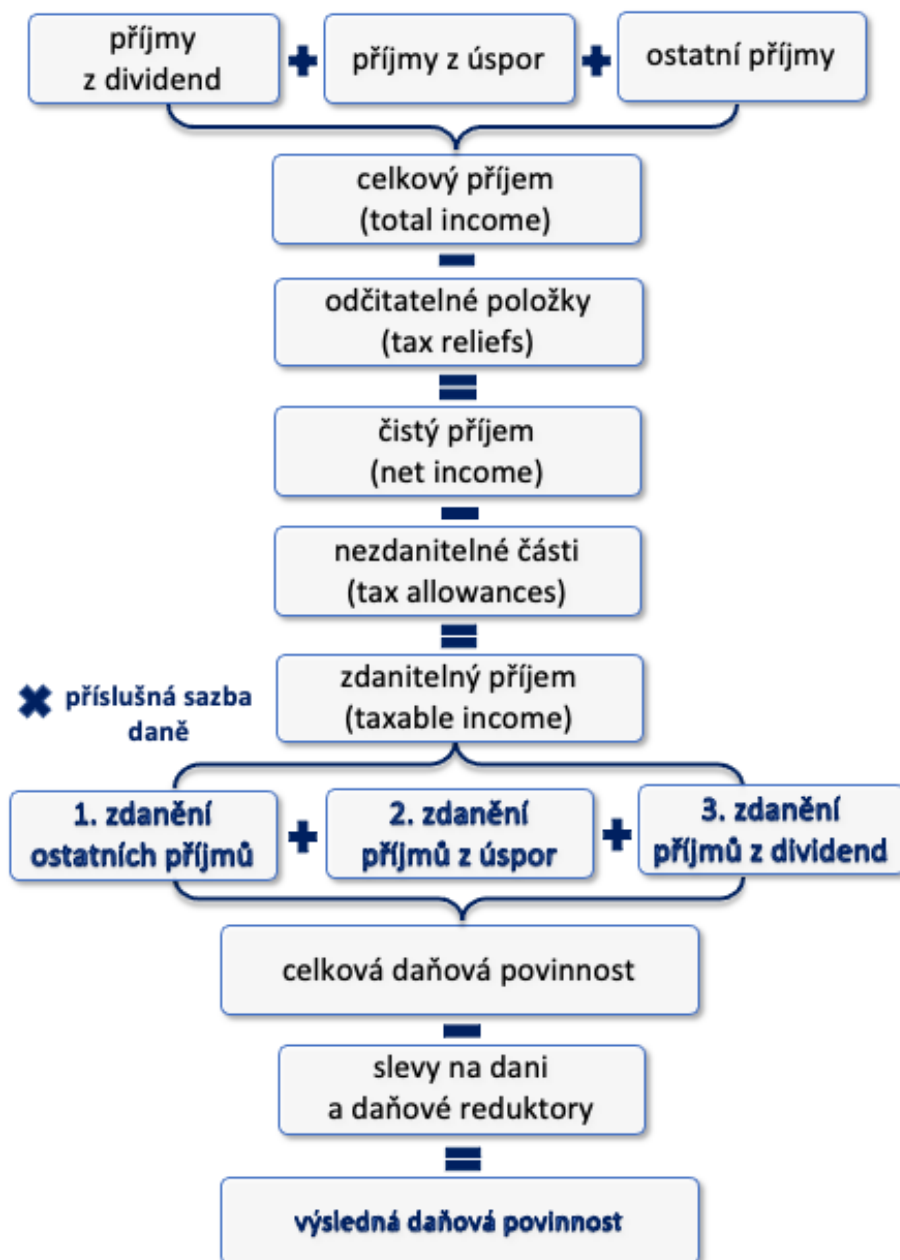 příjmy
z dividend
příjmy z úspor
ostatní příjmy
celkový příjem
(total income)
odčitatelné položky
(tax reliefs)
čistý příjem
(net income)
nezdanitelné části
(tax allowances)
zdanitelný příjem
(taxable income)
příslušná sazba
daně
1. zdanění
ostatních příjmů
2. zdanění
příjmů z úspor
3. zdanění
příjmů z dividend
celková daňová povinnost
slevy na dani
a daňové reduktory
výsledná daňová povinnost